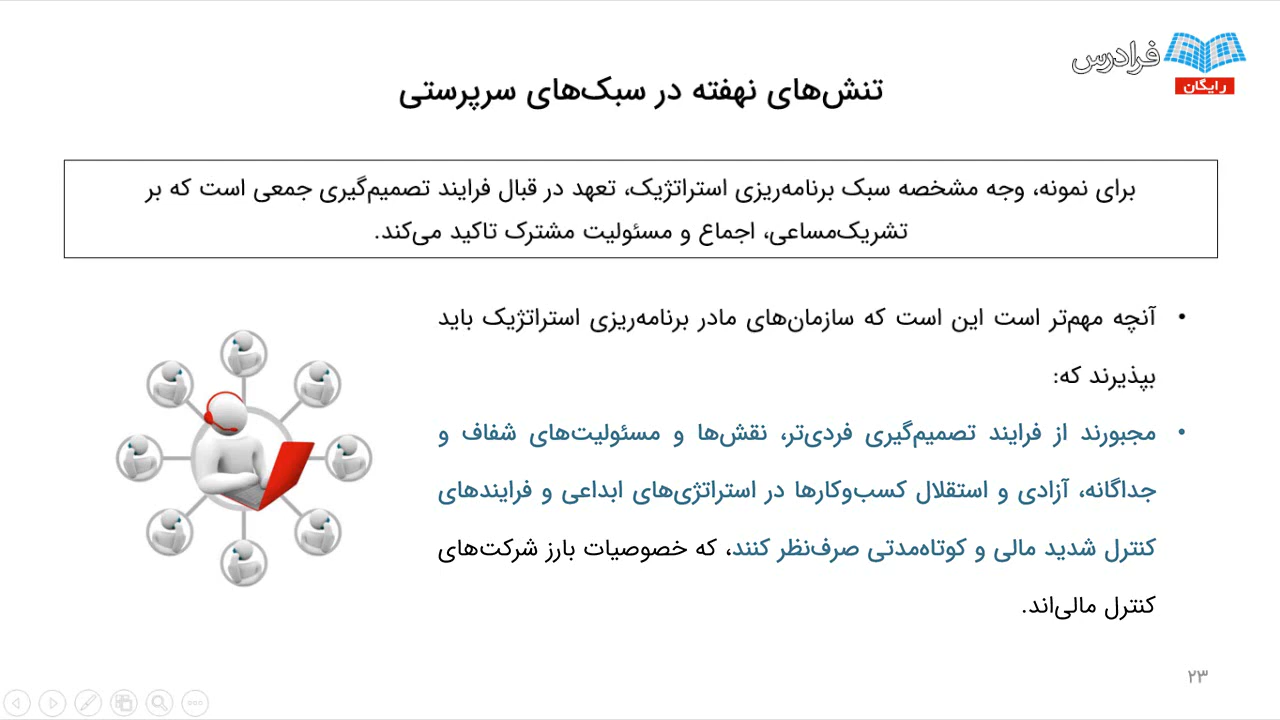 فرادرس
رایگان
تنش‌های نهفته در سبک‌های سرپرستی
برای نمونه، وجه مشخصه سبک برنامه‌ریزی استراتژیک، تعهد در قبال فرایند تصمیم‌گیری جمعی است که بر
تشریک‌مساعی، اجماع و مسئولیت مشترک تاکید می‌کند.
• آنچه مهم‌تر است این است که سازمان‌های مادر برنامه‌ریزی استراتژیک باید
بپذیرند که:
• مجبورند از فرایند تصمیم‌گیری فردی‌تر، نقش‌ها و مسئولیت‌های شفاف و
جداگانه، آزادی و استقلال کسب‌وکارها در استراتژی‌های ابداعی و فرایندهای
کنترل شدید مالی و کوتاه‌مدتی صرف‌نظر کنند، که خصوصیات بارز شرکت‌های
کنترل مالی‌اند.
۲۳